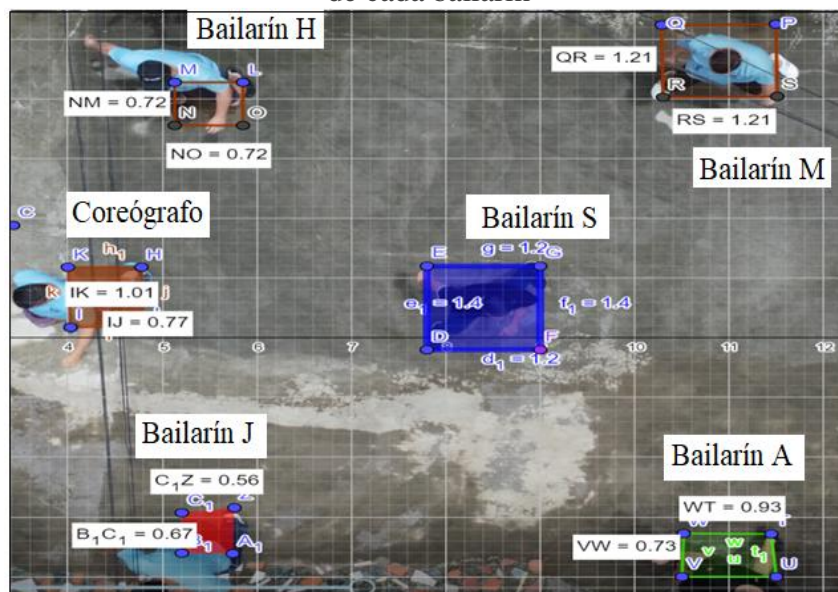 de cada bailarín
Bailarín H
M L
NM = 0.72
N O
NO = 0.72
Q P
QR = 1.21
R S
RS = 1.21
Bailarín M
Coreógrafo
C
K h₁ H
k IK = 1.01 j
I IJ = 0.77
Bailarín S
E g = 1.2 G
e₁ = 1.4 f₁ = 1.4
D F
d₁ = 1.2
4 5 6 7 8 9 10 11 12
Bailarín J
C₁Z = 0.56
C₁ Z
B₁C₁ = 0.67
B₁ A₁
Bailarín A
WT = 0.93
W T
VW = 0.73
v w t₁
u
V U